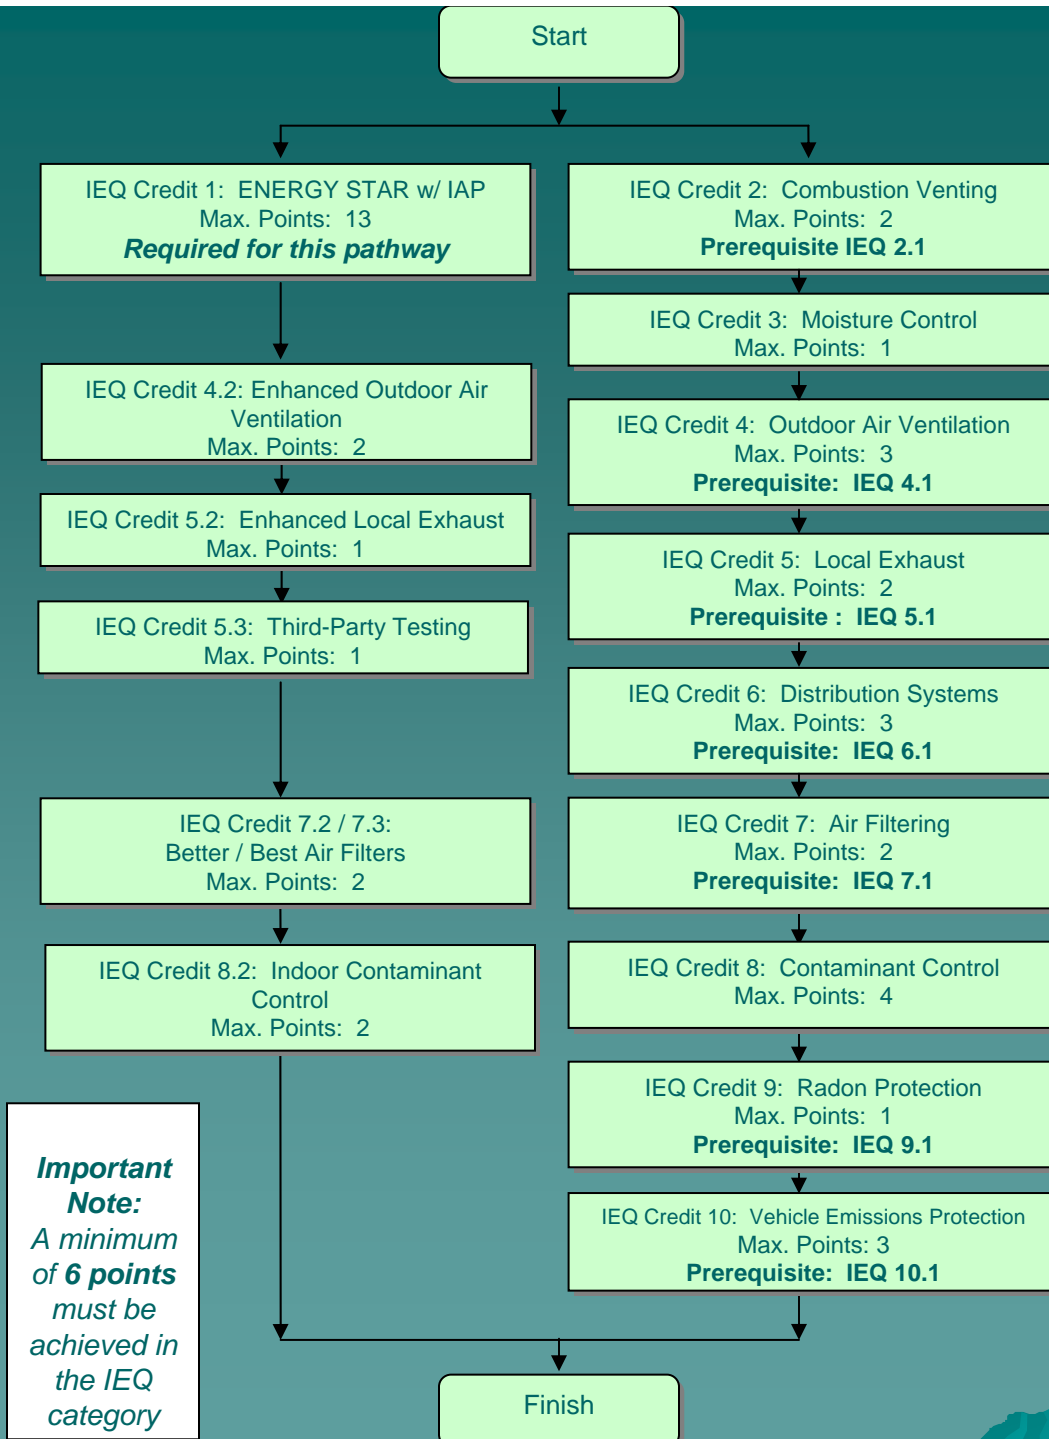 Start
IEQ Credit 1: ENERGY STAR w/ IAP
Max. Points: 13
Required for this pathway
IEQ Credit 4.2: Enhanced Outdoor Air
Ventilation
Max. Points: 2
IEQ Credit 5.2: Enhanced Local Exhaust
Max. Points: 1
IEQ Credit 5.3: Third-Party Testing
Max. Points: 1
IEQ Credit 7.2 / 7.3:
Better / Best Air Filters
Max. Points: 2
IEQ Credit 8.2: Indoor Contaminant
Control
Max. Points: 2
IEQ Credit 2: Combustion Venting
Max. Points: 2
Prerequisite IEQ 2.1
IEQ Credit 3: Moisture Control
Max. Points: 1
IEQ Credit 4: Outdoor Air Ventilation
Max. Points: 3
Prerequisite: IEQ 4.1
IEQ Credit 5: Local Exhaust
Max. Points: 2
Prerequisite : IEQ 5.1
IEQ Credit 6: Distribution Systems
Max. Points: 3
Prerequisite: IEQ 6.1
IEQ Credit 7: Air Filtering
Max. Points: 2
Prerequisite: IEQ 7.1
IEQ Credit 8: Contaminant Control
Max. Points: 4
IEQ Credit 9: Radon Protection
Max. Points: 1
Prerequisite: IEQ 9.1
IEQ Credit 10: Vehicle Emissions Protection
Max. Points: 3
Prerequisite: IEQ 10.1
Important
Note:
A minimum
of 6 points
must be
achieved in
the IEQ
category
Finish